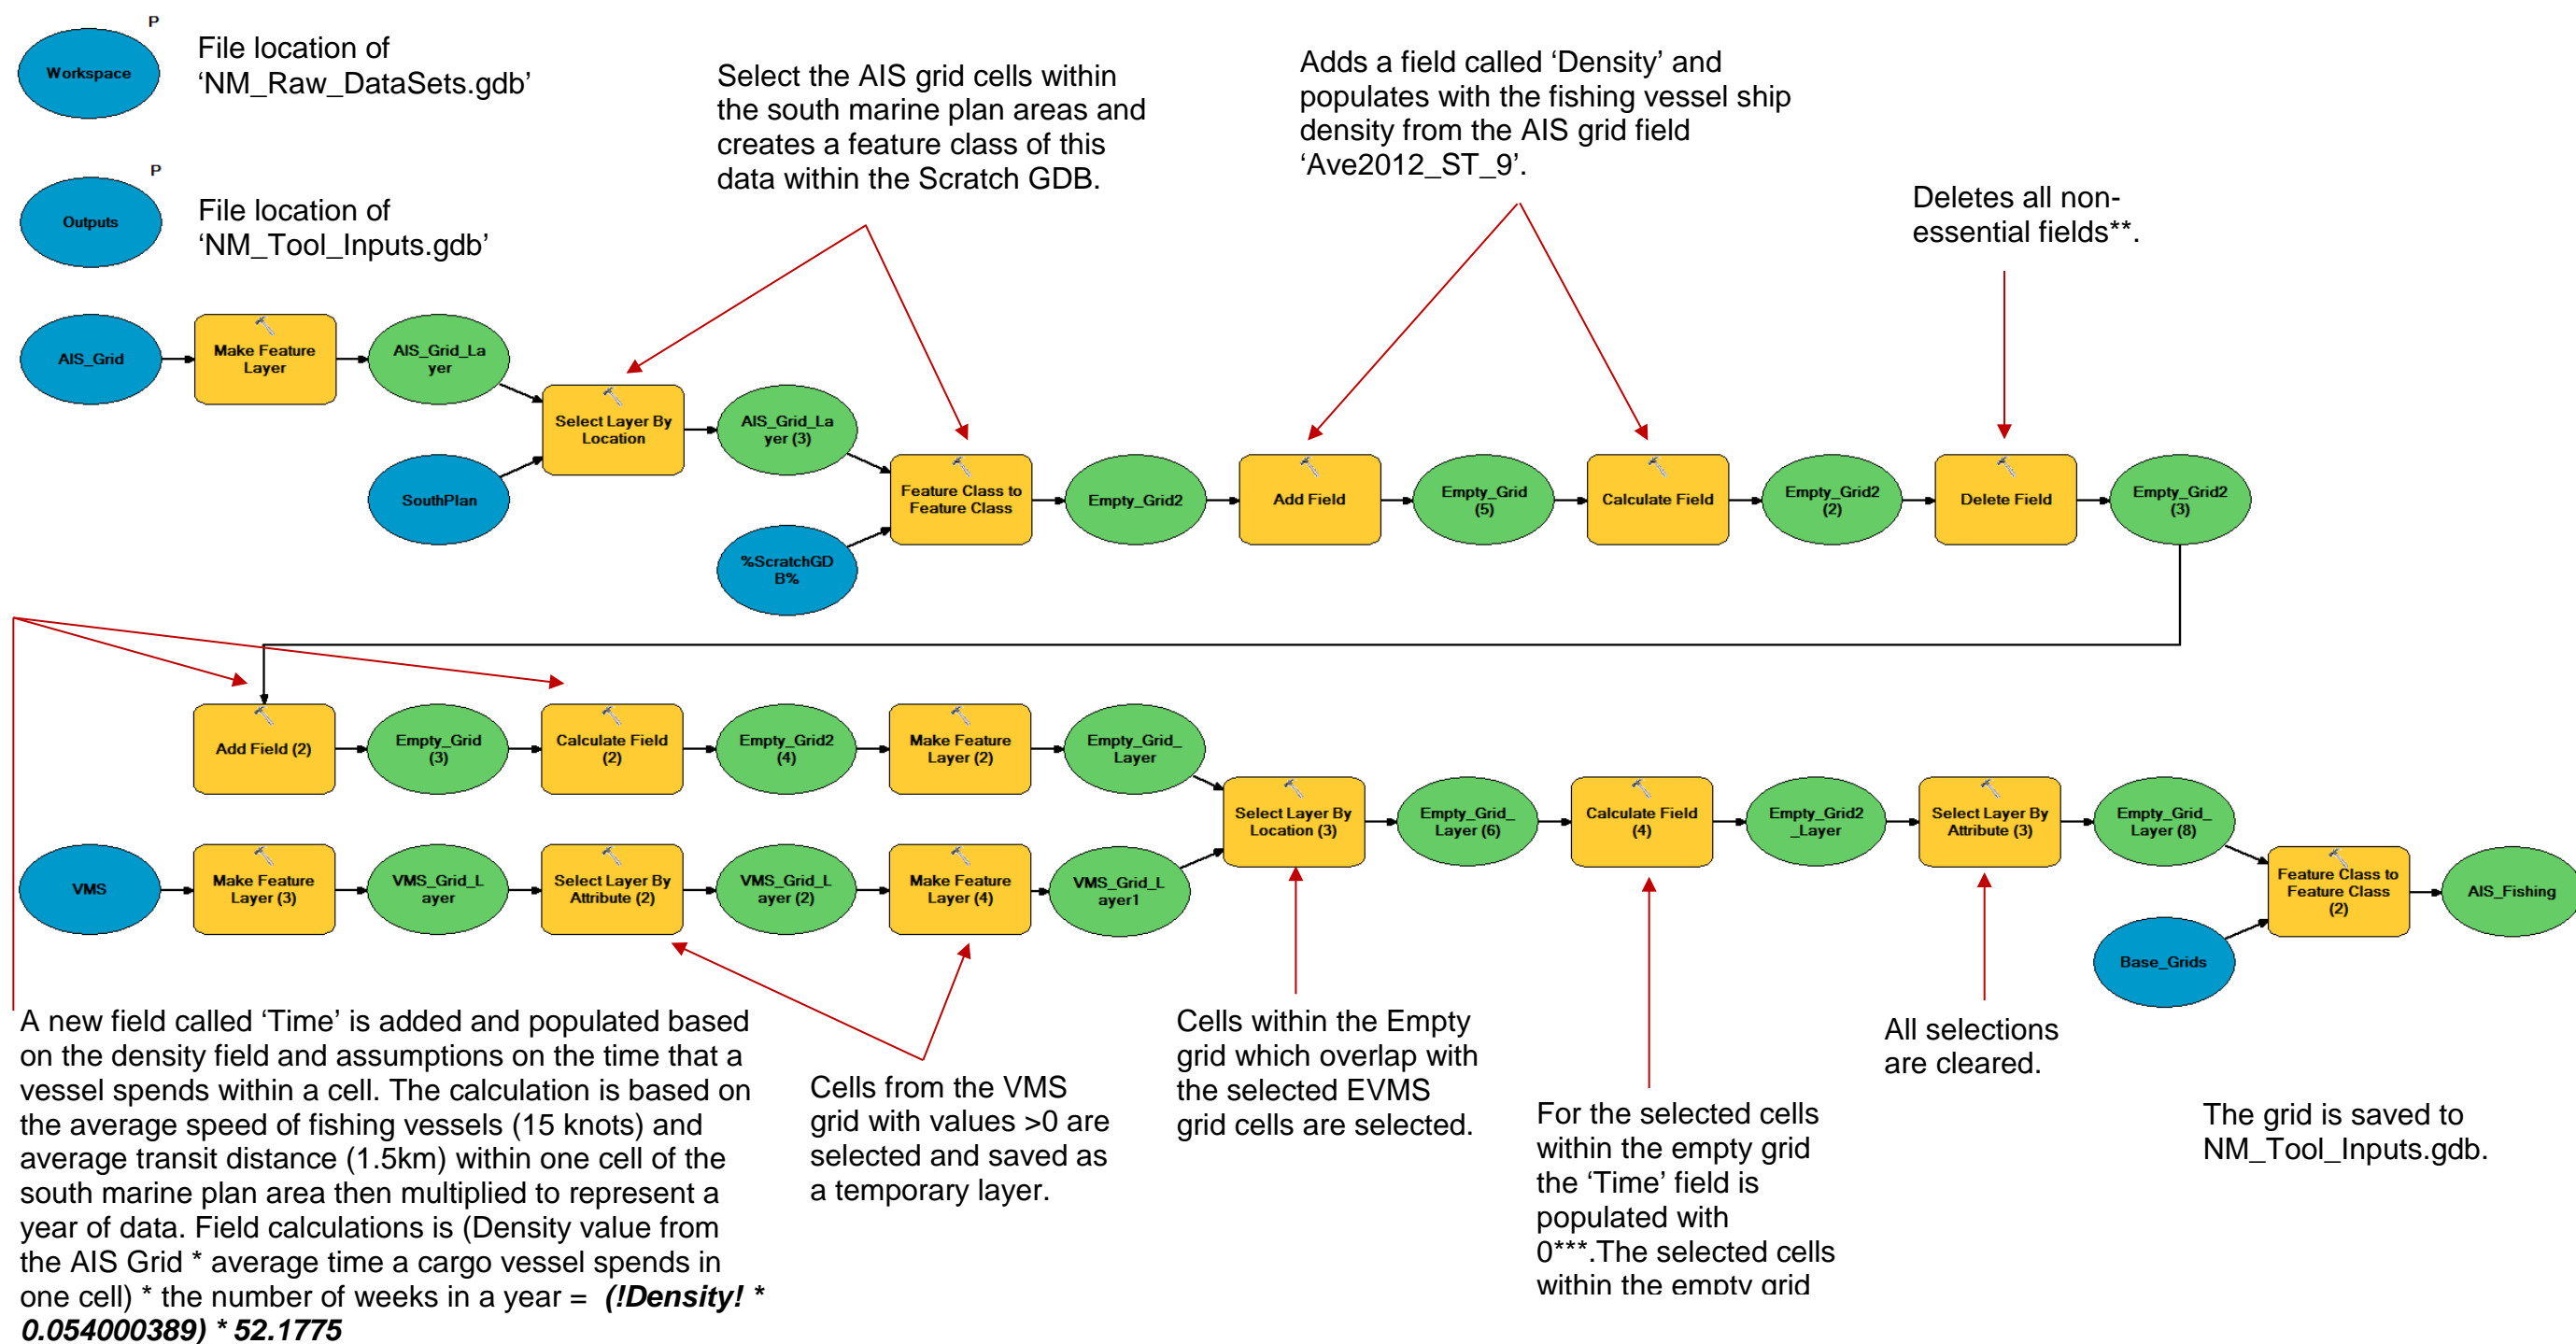 P
Workspace
File location of
‘NM_Raw_DataSets.gdb’
P
Outputs
File location of
‘NM_Tool_Inputs.gdb’
Select the AIS grid cells within
the south marine plan areas and
creates a feature class of this
data within the Scratch GDB.
Adds a field called ‘Density’ and
populates with the fishing vessel ship
density from the AIS grid field
‘Ave2012_ST_9’.
Deletes all non-
essential fields**.
AIS_Grid
Make Feature
Layer
AIS_Grid_La
yer
SouthPlan
Select Layer By
Location
AIS_Grid_La
yer (3)
%ScratchGD
B%
Feature Class to
Feature Class
Empty_Grid2
Add Field
Empty_Grid
(5)
Calculate Field
Empty_Grid2
(2)
Delete Field
Empty_Grid2
(3)
Add Field (2)
Empty_Grid
(3)
Calculate Field
(2)
Empty_Grid2
(4)
Make Feature
Layer (2)
Empty_Grid_
Layer
VMS
Make Feature
Layer (3)
VMS_Grid_L
ayer
Select Layer By
Attribute (2)
VMS_Grid_L
ayer (2)
Make Feature
Layer (4)
VMS_Grid_L
ayer1
Select Layer By
Location (3)
Empty_Grid_
Layer (6)
Calculate Field
(4)
Empty_Grid2
_Layer
Select Layer By
Attribute (3)
Empty_Grid_
Layer (8)
Base_Grids
Feature Class to
Feature Class
(2)
AIS_Fishing
A new field called ‘Time’ is added and populated based
on the density field and assumptions on the time that a
vessel spends within a cell. The calculation is based on
the average speed of fishing vessels (15 knots) and
average transit distance (1.5km) within one cell of the
south marine plan area then multiplied to represent a
year of data. Field calculations is (Density value from
the AIS Grid * average time a cargo vessel spends in
one cell) * the number of weeks in a year = (!Density! *
0.054000389) * 52.1775
Cells from the VMS
grid with values >0 are
selected and saved as
a temporary layer.
Cells within the Empty
grid which overlap with
the selected EVMS
grid cells are selected.
For the selected cells
within the empty grid
the ‘Time’ field is
populated with
0***.The selected cells
within the empty grid
All selections
are cleared.
The grid is saved to
NM_Tool_Inputs.gdb.